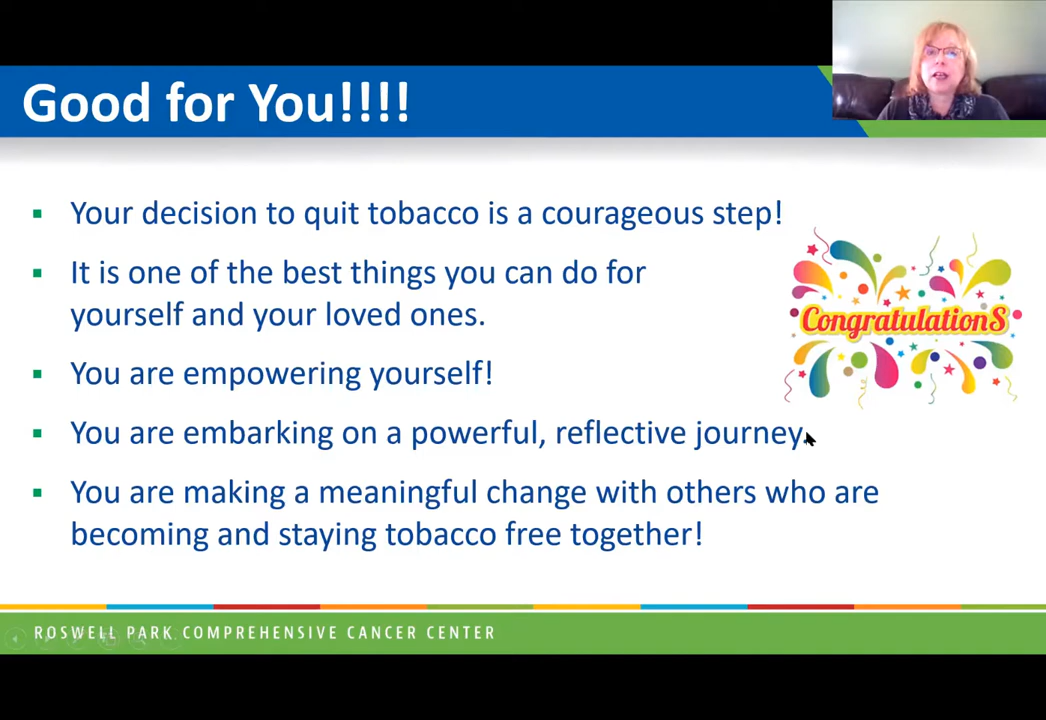 Good for You!!!!
Your decision to quit tobacco is a courageous step!
It is one of the best things you can do for
yourself and your loved ones.
CongratulationS
You are empowering yourself!
You are embarking on a powerful, reflective journey.
You are making a meaningful change with others who are
becoming and staying tobacco free together!
ROSWELL PARK COMPREHENSIVE CANCER CENTER